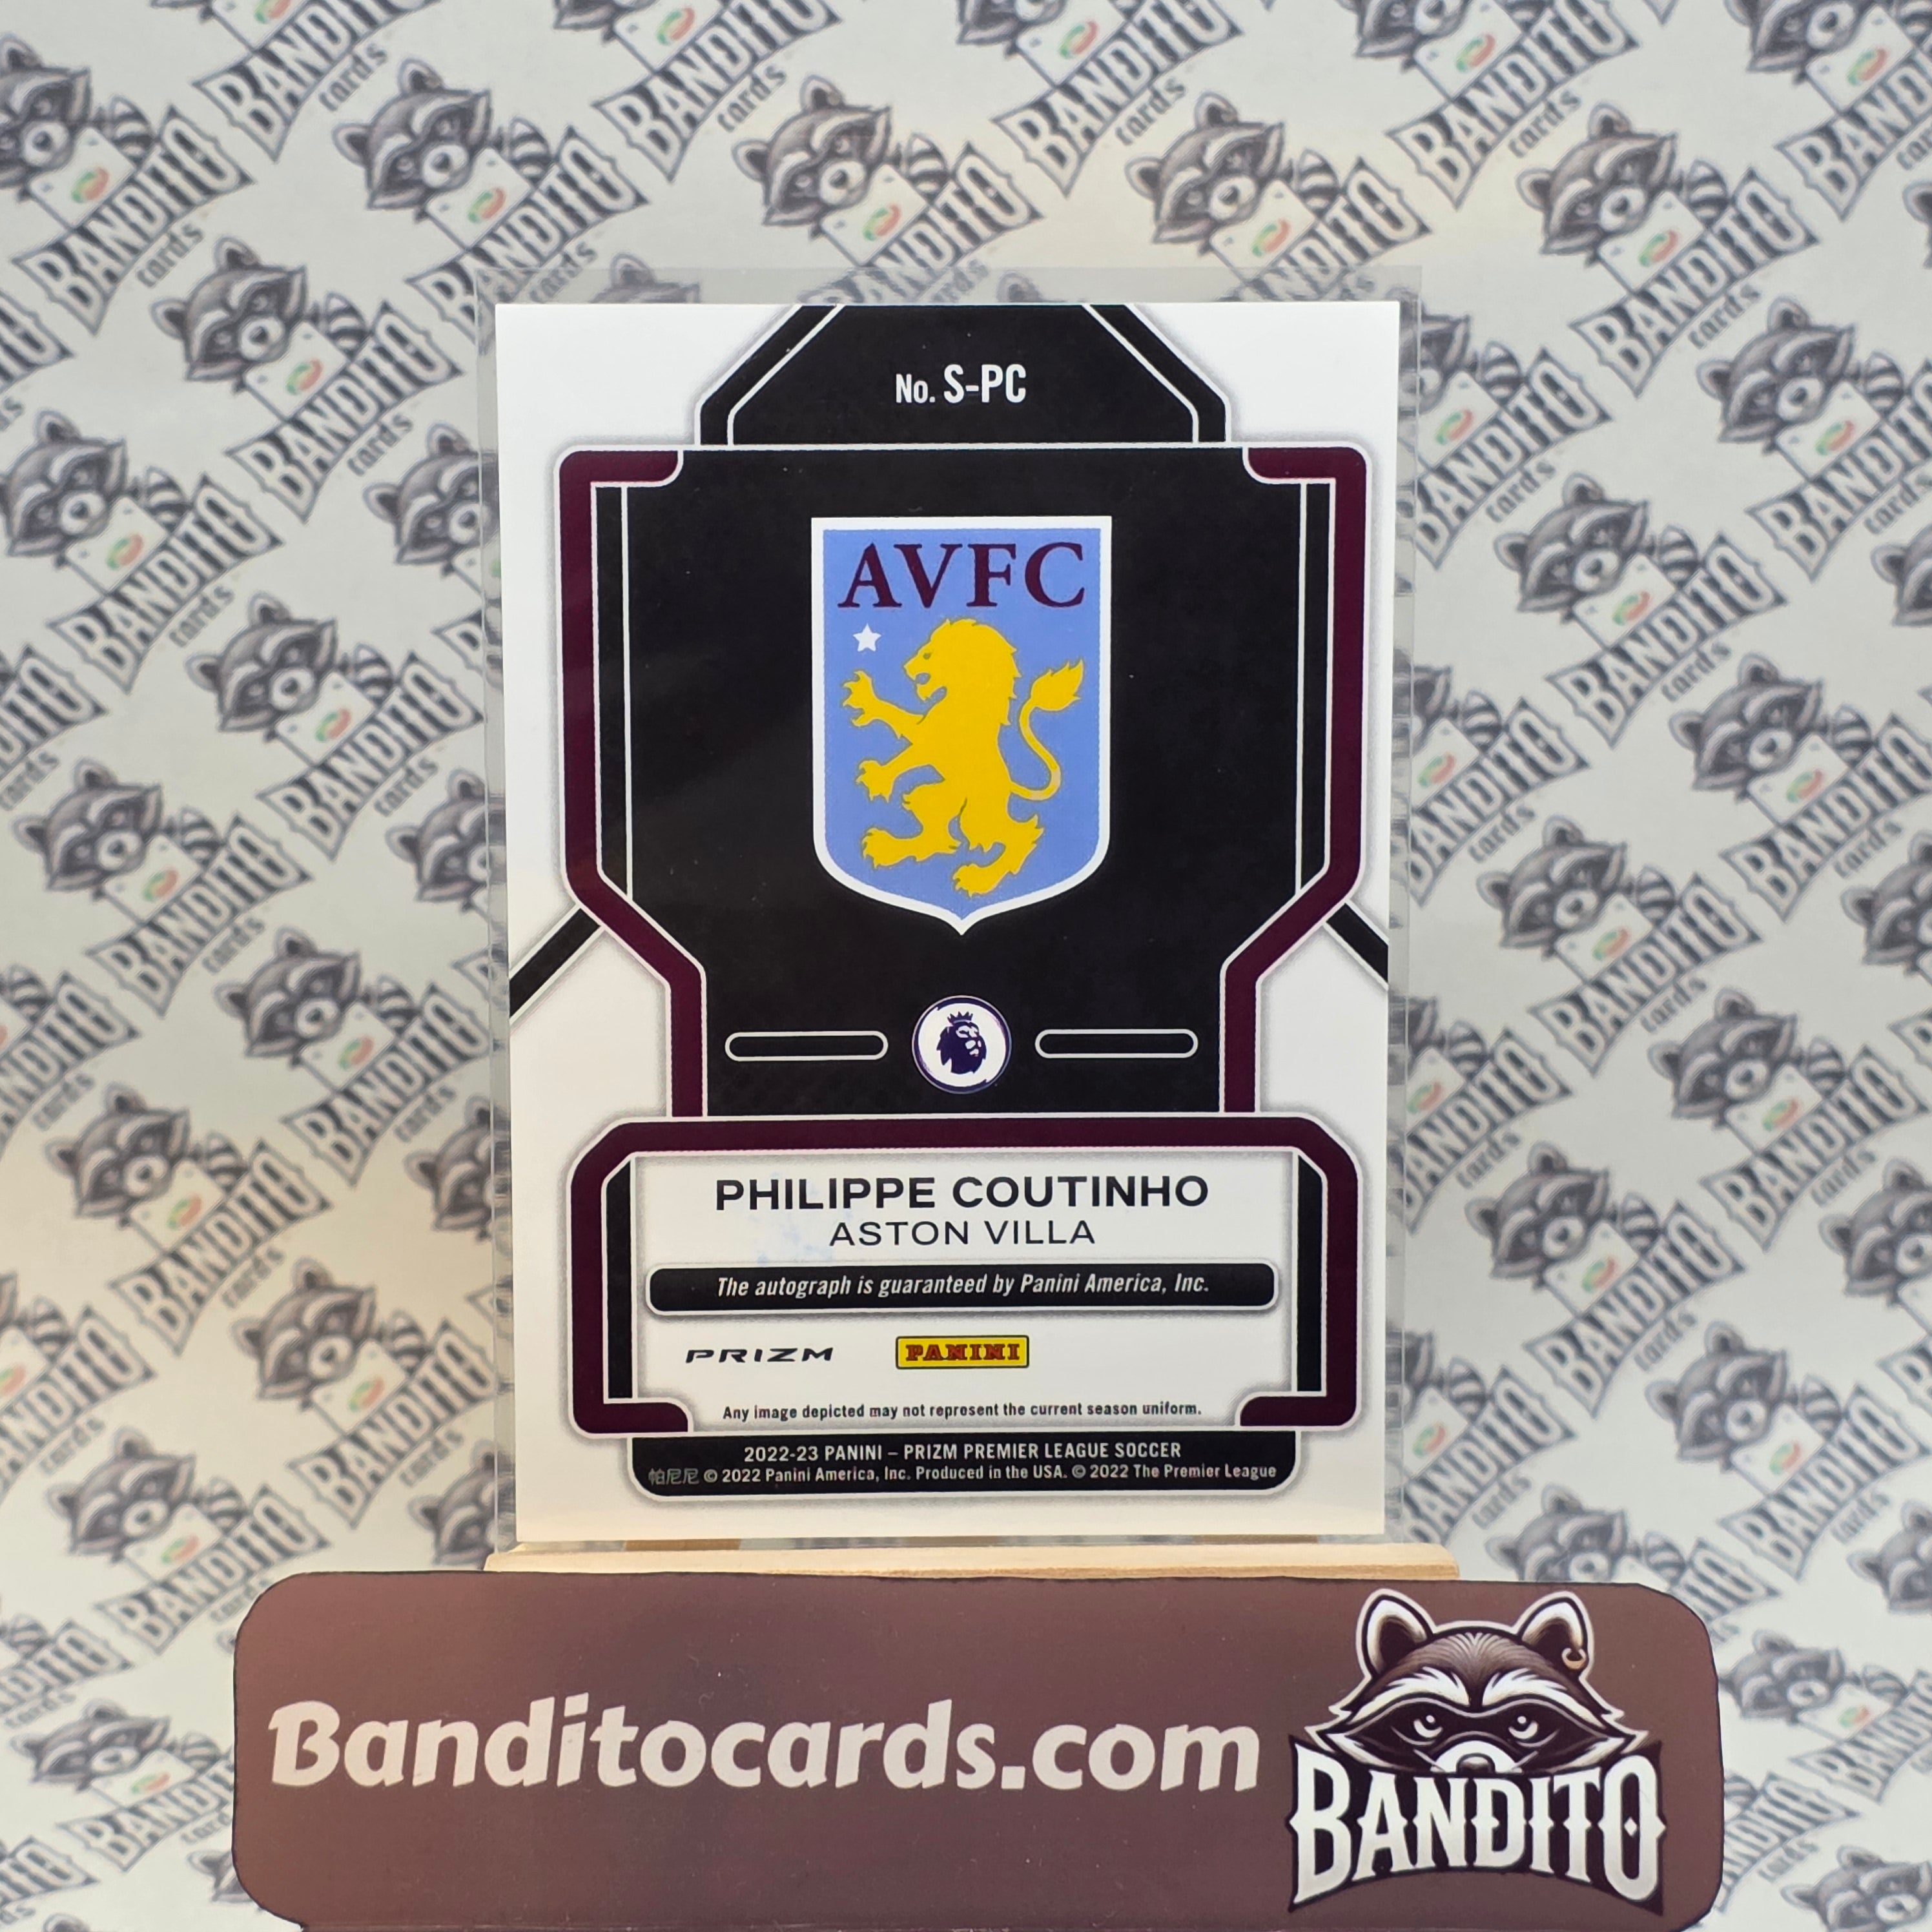 No. S-PC
AVFC
PHILIPPE COUTINHO
ASTON VILLA
The autograph is guaranteed by Panini America, Inc.
PRIZM PANINI
Any image depicted may not represent the current season uniform.
2022-23 PANINI – PRIZM PREMIER LEAGUE SOCCER
帕尼尼 © 2022 Panini America, Inc. Produced in the USA. © 2022 The Premier League
Banditocards.com
BANDITO
BANDITO
cards